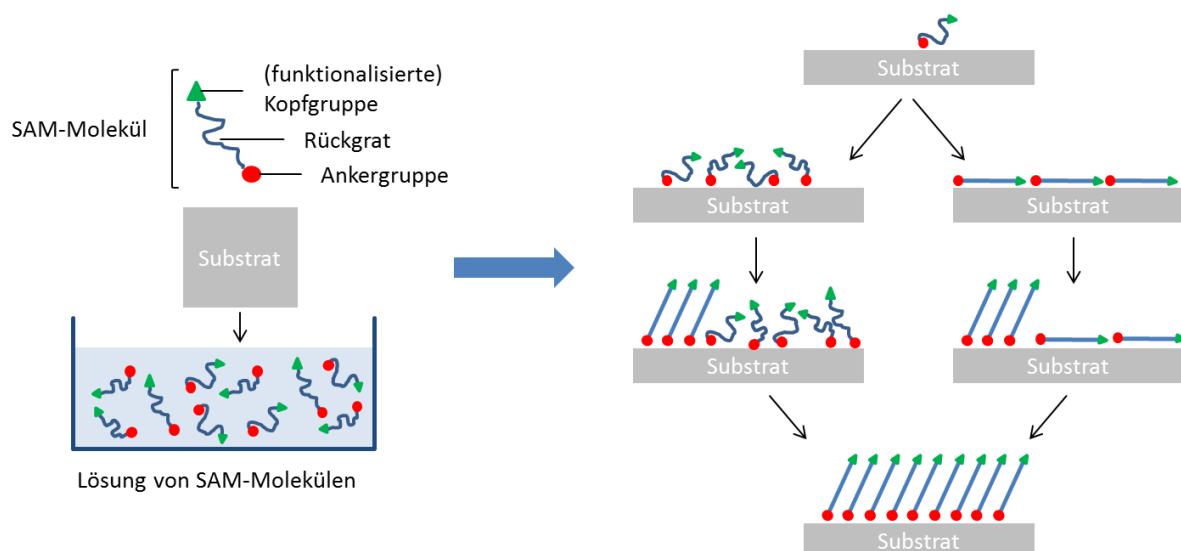 SAM-Molekül
(funktionalisierte)
Kopfgruppe
Rückgrat
Ankergruppe
Substrat
Lösung von SAM-Molekülen
Substrat
Substrat
Substrat
Substrat
Substrat
Substrat